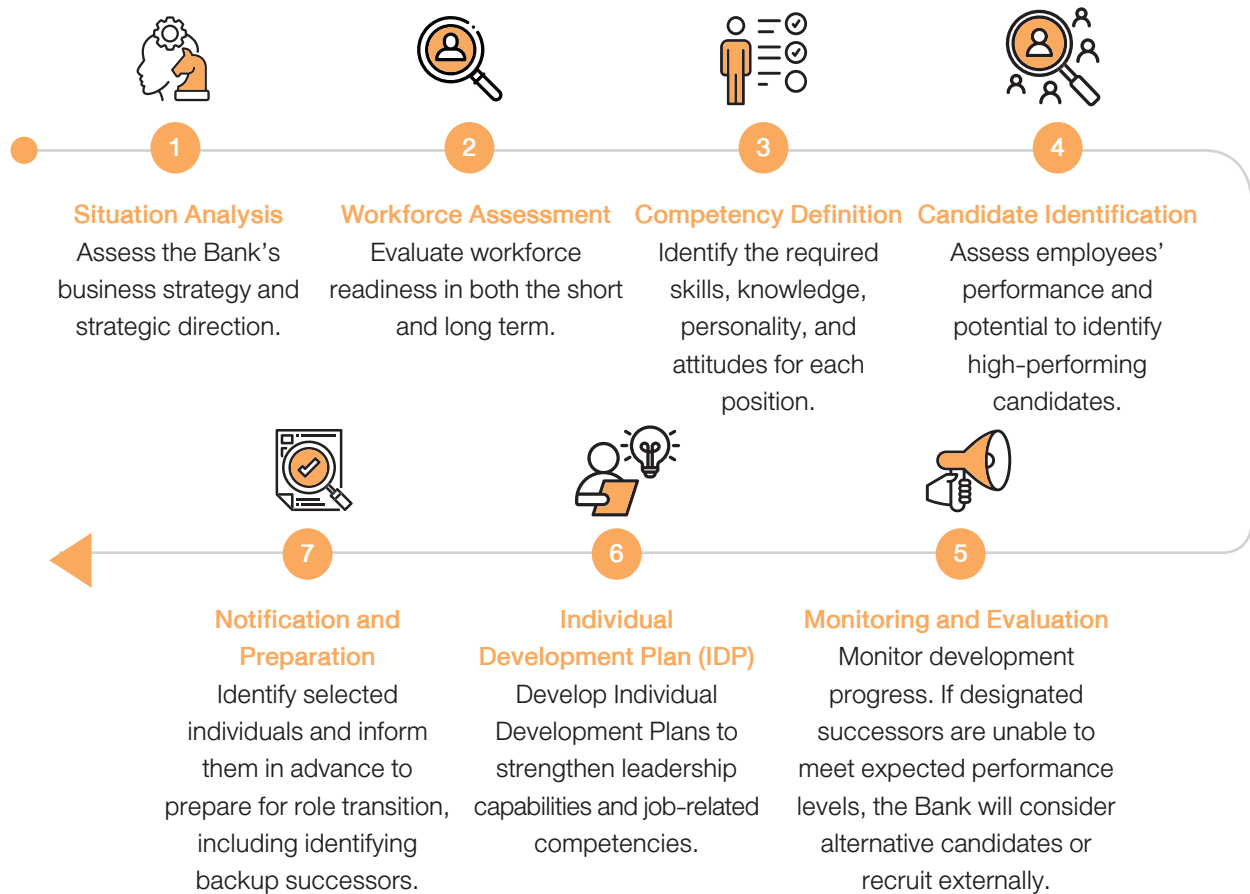 1
Situation Analysis
Assess the Bank's
business strategy and
strategic direction.
2
Workforce Assessment
Evaluate workforce
readiness in both the short
and long term.
3
Competency Definition
Identify the required
skills, knowledge,
personality, and
attitudes for each
position.
4
Candidate Identification
Assess employees'
performance and
potential to identify
high-performing
candidates.
5
Monitoring and Evaluation
Monitor development
progress. If designated
successors are unable to
meet expected performance
levels, the Bank will consider
alternative candidates or
recruit externally.
6
Individual
Development Plan (IDP)
Develop Individual
Development Plans to
strengthen leadership
capabilities and job-related
competencies.
7
Notification and
Preparation
Identify selected
individuals and inform
them in advance to
prepare for role transition,
including identifying
backup successors.